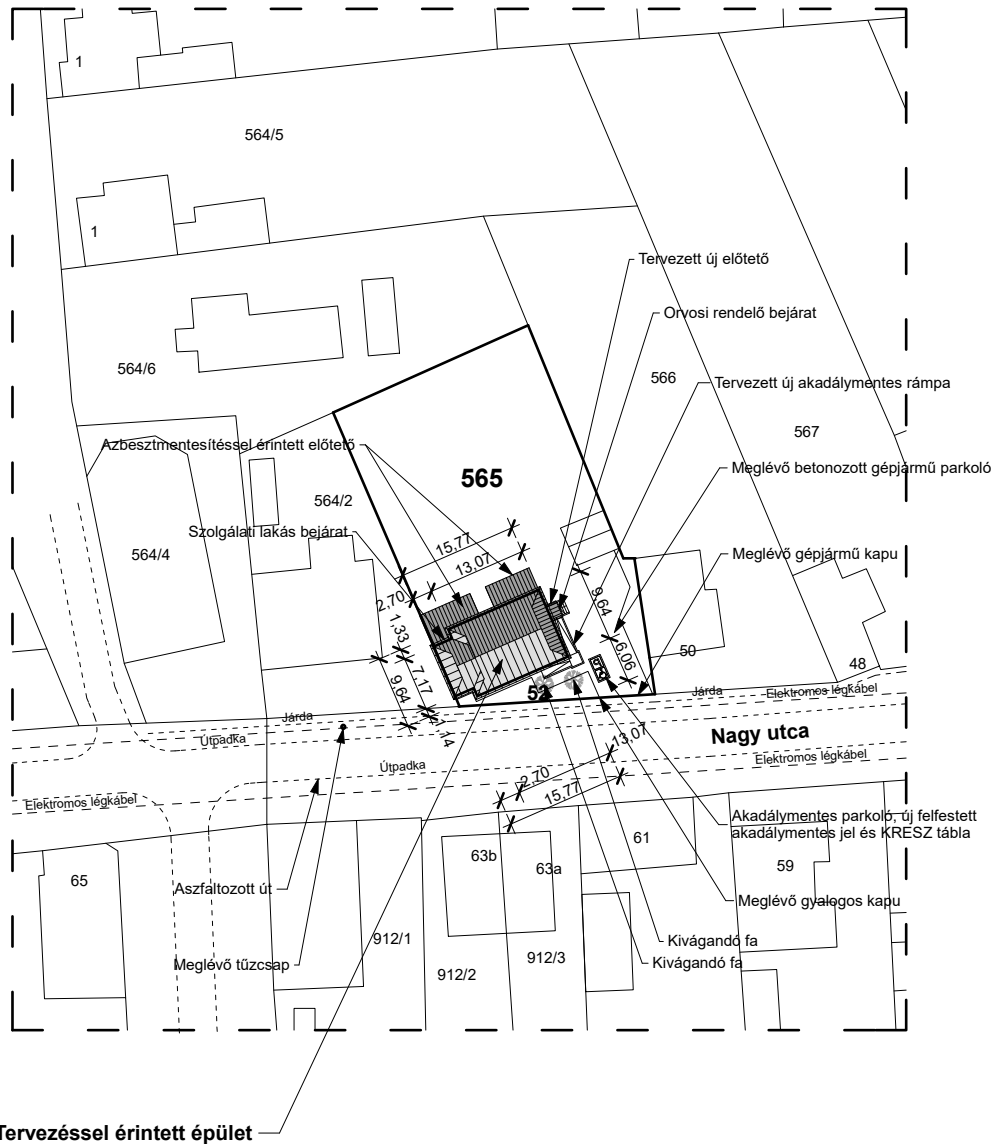 1
564/5
1
Tervezett új előtető
Orvosi rendelő bejárat
564/6
566
Tervezett új akadálymentes rámpa
567
Azbesztmentesítéssel érintett előtető
Meglévő betonozott gépjármű parkoló
565
564/2
Szolgálati lakás bejárat
15,77
564/4
13,07
Meglévő gépjármű kapu
2,70
9,64
1,33
6,06
50
7,17
48
9,64
52
Járda
Elektromos légkábel
Járda
1,14
Útpadka
Nagy utca
13,07
Elektromos légkábel
Útpadka
2,70
15,77
Elektromos légkábel
Akadálymentes parkoló, új felfestett
akadálymentes jel és KRESZ tábla
61
63b
63a
59
65
Aszfaltozott út
Meglévő gyalogos kapu
912/1
Kivágandó fa
912/3
Kivágandó fa
Meglévő tűzcsap
912/2
Tervezéssel érintett épület